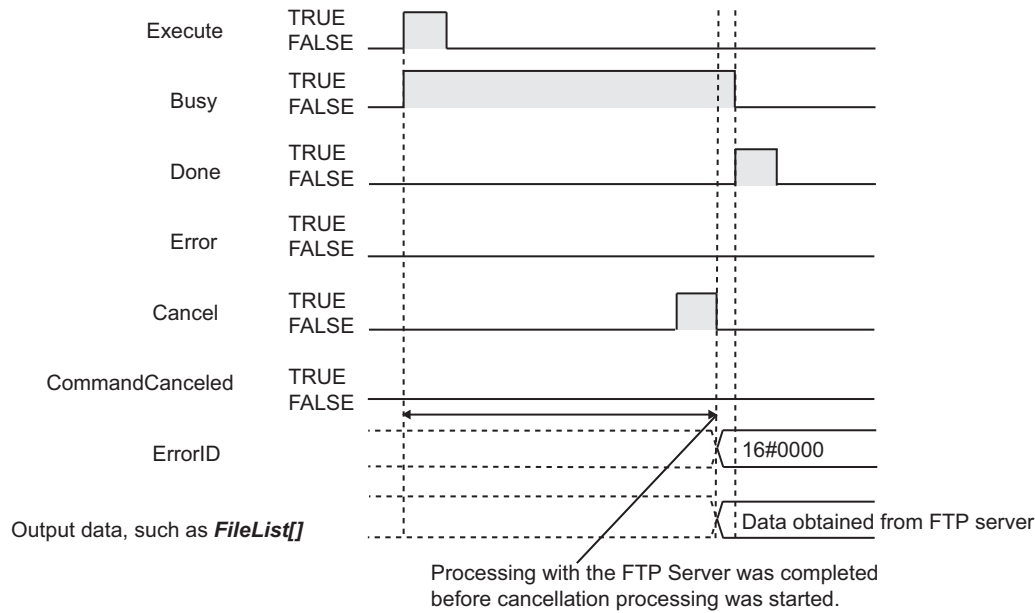 Execute TRUE
FALSE
Busy TRUE
FALSE
Done TRUE
FALSE
Error TRUE
FALSE
Cancel TRUE
FALSE
CommandCanceled TRUE
FALSE
ErrorID 16#0000
Output data, such as FileList[] Data obtained from FTP server
Processing with the FTP Server was completed
before cancellation processing was started.